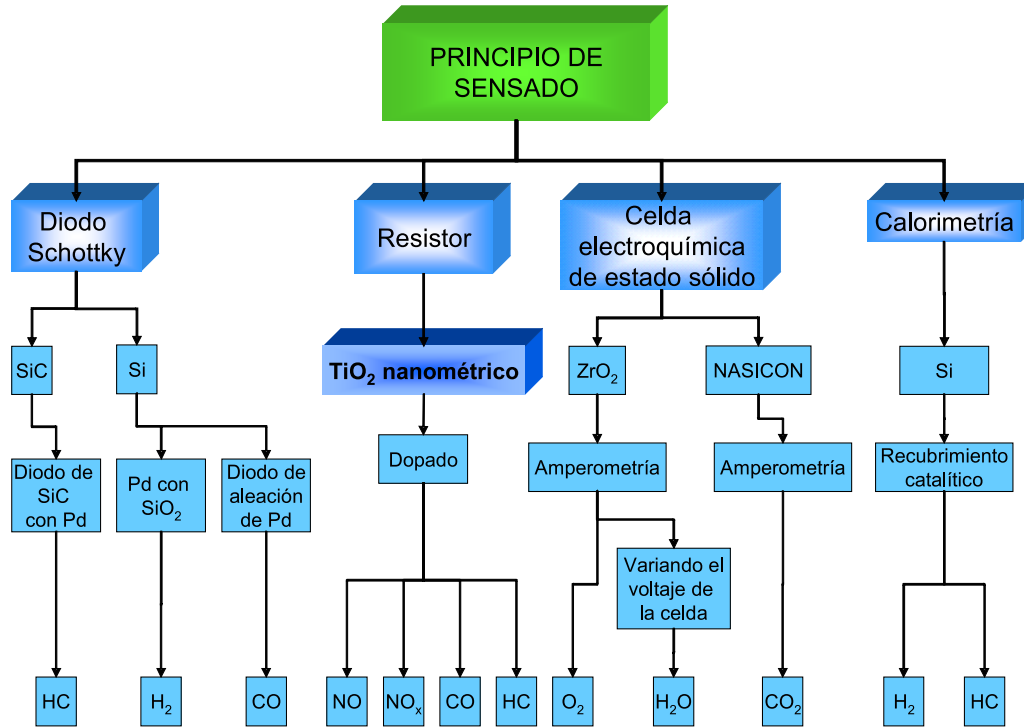 PRINCIPIO DE
SENSADO
Diodo
Schottky
Resistor
Celda
electroquímica
de estado sólido
Calorimetría
SiC
Si
TiO₂ nanométrico
ZrO₂
NASICON
Si
Diodo de
SiC
con Pd
Pd con
SiO₂
Diodo de
aleación
de Pd
Dopado
Amperometría
Amperometría
Recubrimiento
catalítico
Variando el
voltaje de
la celda
HC
H₂
CO
NO
NOₓ
CO
HC
O₂
H₂O
CO₂
H₂
HC